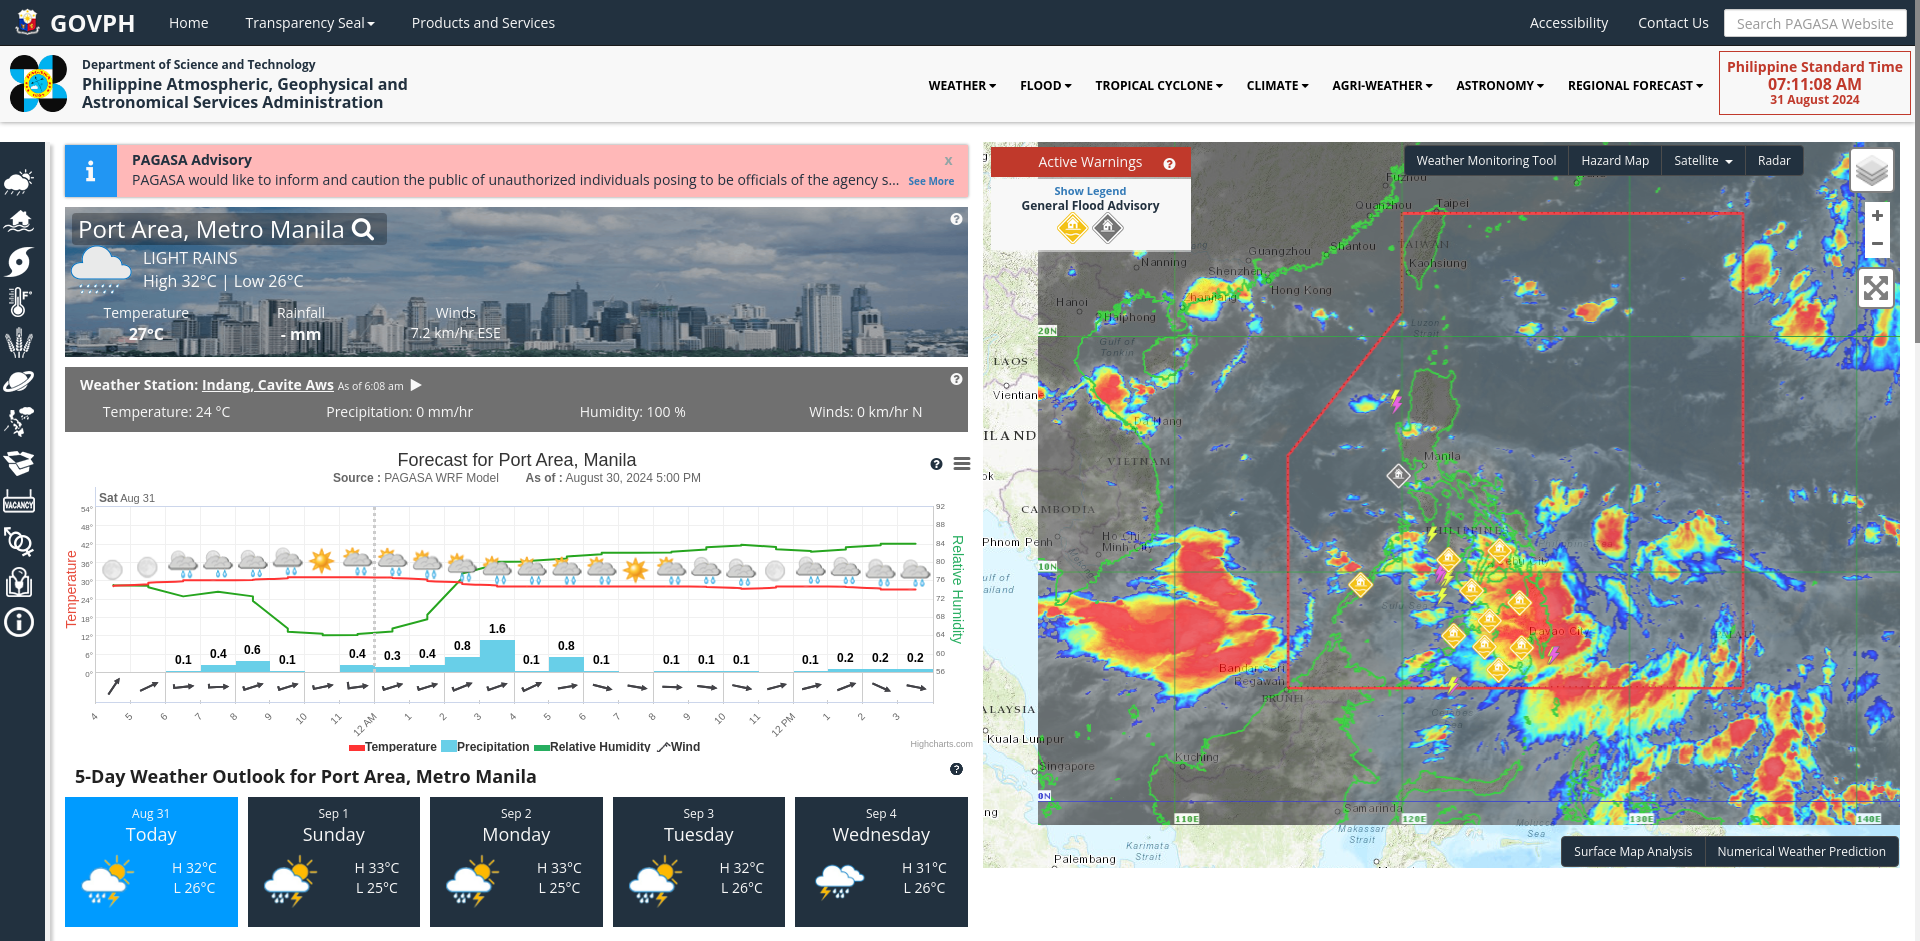 GOVPH
Home
Transparency Seal
Products and Services
Accessibility
Contact Us
Search PAGASA Website
Department of Science and Technology
Philippine Atmospheric, Geophysical and
Astronomical Services Administration
WEATHER
FLOOD
TROPICAL CYCLONE
CLIMATE
AGRI-WEATHER
ASTRONOMY
REGIONAL FORECAST
Philippine Standard Time
07:11:08 AM
31 August 2024
VACANCY
PAGASA Advisory
x
PAGASA would like to inform and caution the public of unauthorized individuals posing to be officials of the agency s... See More
Port Area, Metro Manila
LIGHT RAINS
High 32°C | Low 26°C
Temperature
Rainfall
Winds
27°C
- mm
7.2 km/hr ESE
Weather Station: Indang, Cavite Aws As of 6:08 am
Temperature: 24 °C
Precipitation: 0 mm/hr
Humidity: 100 %
Winds: 0 km/hr N
Forecast for Port Area, Manila
Source : PAGASA WRF Model As of : August 30, 2024 5:00 PM
Sat Aug 31
54° 48° 42° 36° 30° 24° 18° 12° 6° 0°
Temperature
92 88 84 80 76 72 68 64 60 56
Relative Humidity
0.1 0.4 0.6 0.1 0.4 0.3 0.4 0.8 1.6 0.1 0.8 0.1 0.1 0.1 0.1 0.1 0.2 0.2 0.2
4 5 6 7 8 9 10 11 12 AM 1 2 3 4 5 6 7 8 9 10 11 12 PM 1 2 3
Temperature Precipitation Relative Humidity Wind
Highcharts.com
5-Day Weather Outlook for Port Area, Metro Manila
Aug 31
Today
H 32°C
L 26°C
Sep 1
Sunday
H 33°C
L 25°C
Sep 2
Monday
H 33°C
L 25°C
Sep 3
Tuesday
H 32°C
L 26°C
Sep 4
Wednesday
H 31°C
L 26°C
Active Warnings
Show Legend
General Flood Advisory
Weather Monitoring Tool
Hazard Map
Satellite
Radar
+
−
Fuzhou
Quanzhou
Taipei
Guangzhou
Shantou
TAIWAN
Nanning
Shenzhen
Kaohsiung
Hanoi
Zhanjiang
Hong Kong
Haiphong
20N
Luzon
Strait
Gulf of
Tonkin
LAOS
Vientian
Da Hang
ILAND
VIETNAM
Manila
ok
CAMBODIA
PHILIPPINES
Phnom Penh
Ho Chi
Minh City
Cebu City
10N
ulf of
ailand
Sulu Sea
Davao City
PALAU
Bandar Seri
Begawan
BRUNEI
ALAYSIA
Celebes
Sea
Kuala Lumpur
Kuching
Singapore
0N
ng
Samarinda
110E
120E
130E
140E
Makassar
Strait
Molucca
Sea
Karimata
Strait
Palembang
Surface Map Analysis
Numerical Weather Prediction